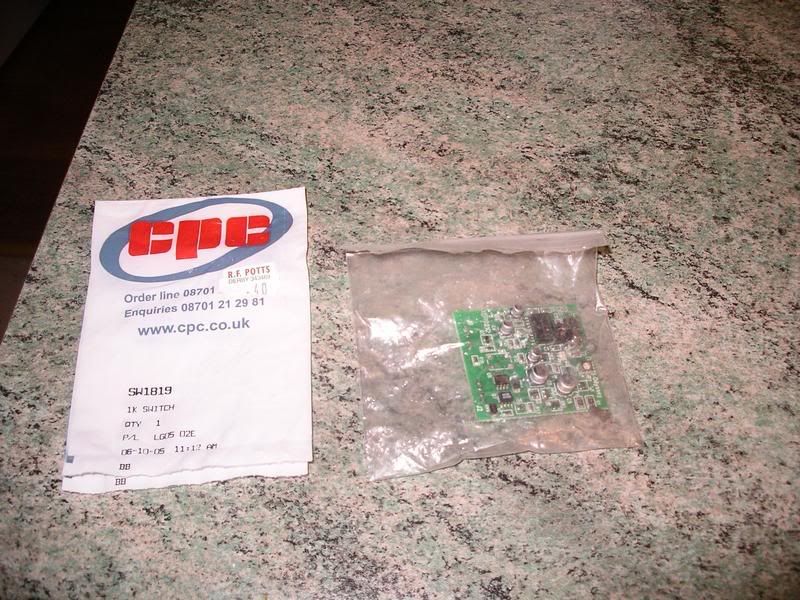 cpc
R.F. POTTS
DERBY
.40
Order line 08701
Enquiries 08701 21 29 81
www.cpc.co.uk
SW1819
1K SWITCH
QTY 1
P/L LG05 02E
06-10-05 11:12 AM
BB
BB